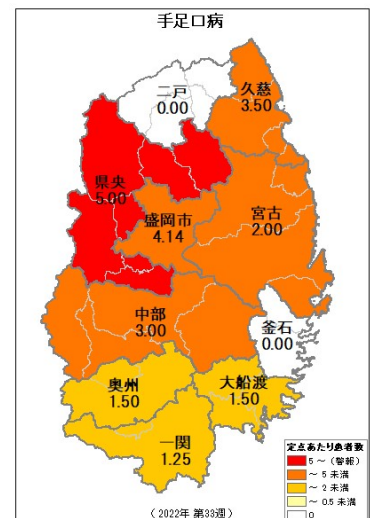 手足口病
二戸
0.00
久慈
3.50
県央
5.00
盛岡市
4.14
宮古
2.00
中部
3.00
釜石
0.00
奥州
1.50
大船渡
1.50
一関
1.25
定点あたり患者数
5 ～ (警報)
～ 5 未満
～ 2 未満
～ 0.5 未満
0
(2022年 第33週)